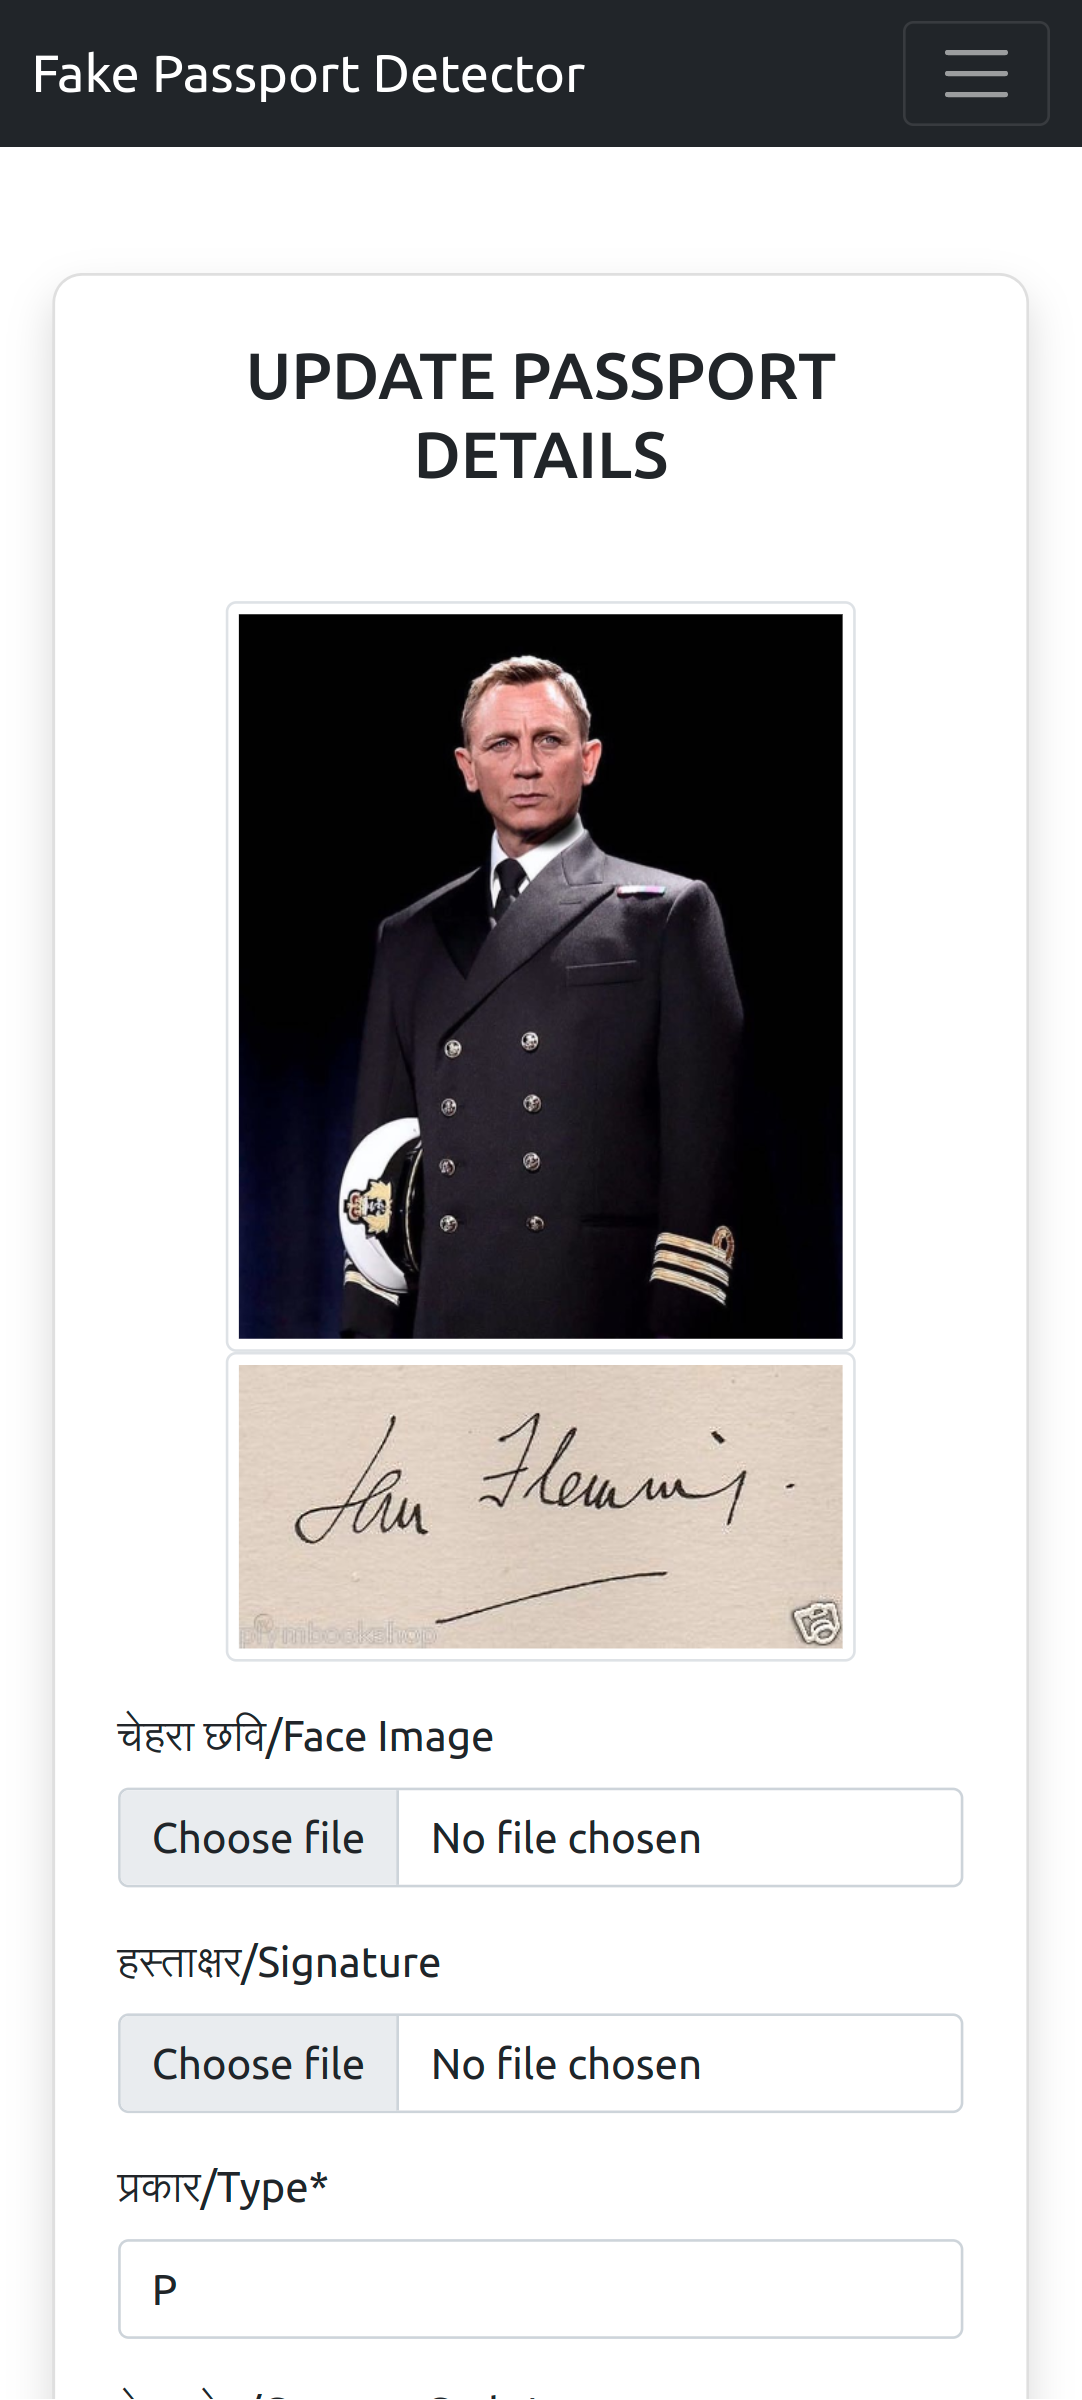 Fake Passport Detector
UPDATE PASSPORT
DETAILS
Ian Fleming.
plymbookshop
चेहरा छवि/Face Image
Choose file No file chosen
हस्ताक्षर/Signature
Choose file No file chosen
प्रकार/Type*
P